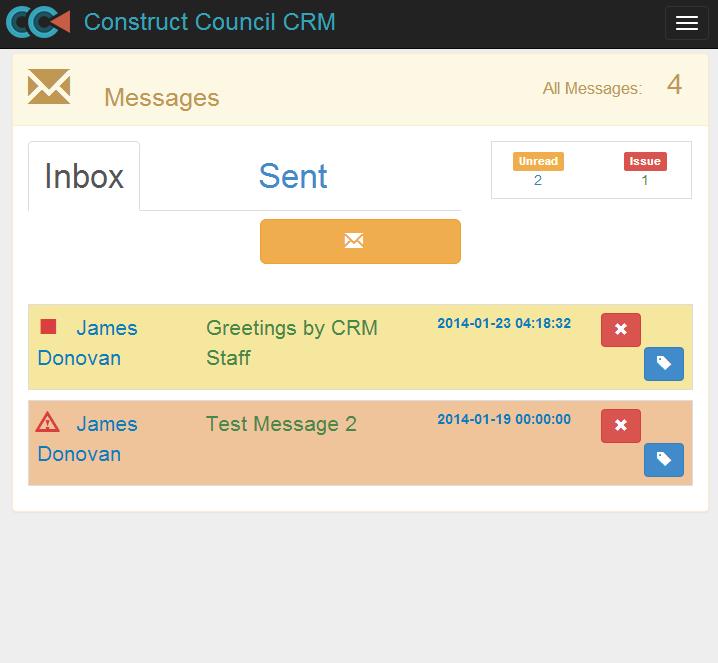 Construct Council CRM
Messages
All Messages: 4
Inbox
Sent
Unread
2
Issue
1
James Donovan
Greetings by CRM Staff
2014-01-23 04:18:32
James Donovan
Test Message 2
2014-01-19 00:00:00